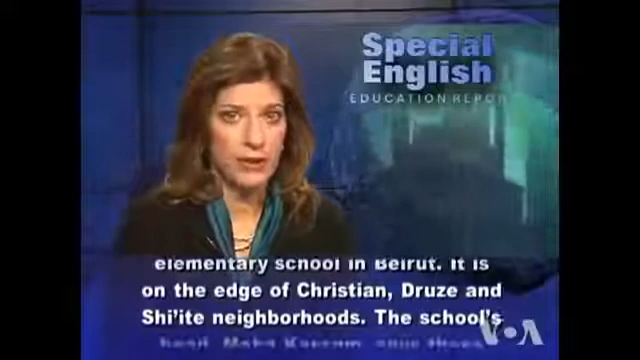 Special
English
EDUCATION REPORT
elementary school in Beirut. It is
on the edge of Christian, Druze and
Shi'ite neighborhoods. The school's
VOA